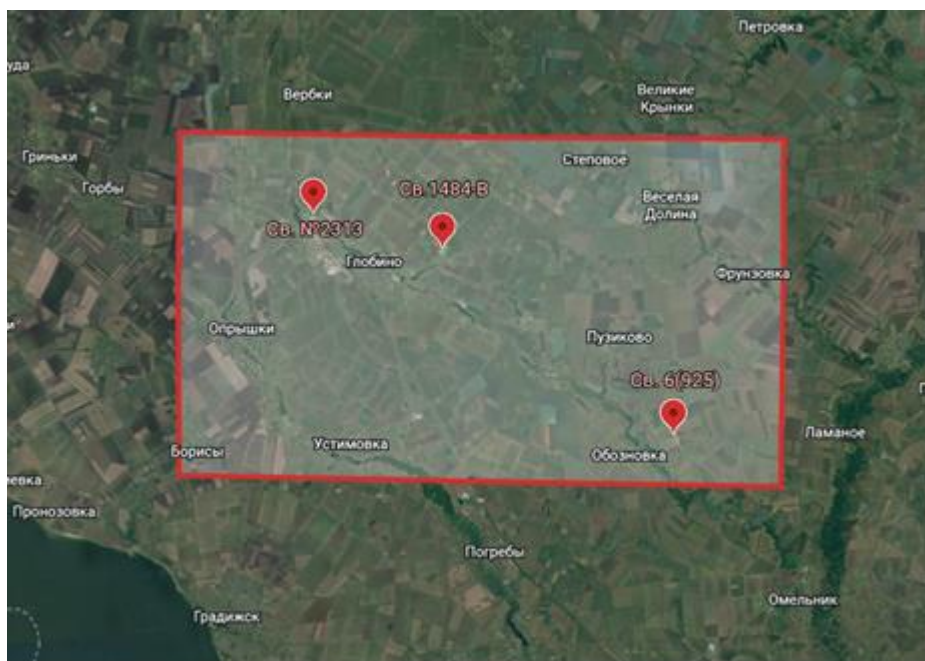 Петровка
уда
Вербки
Великие
Крынки
Гриньки
Степовое
Горбы
Св 1484-В
Веселая
Долина
Св. №2313
Глобино
Фрунзовка
Опрышки
Пузиково
Св. 6(925)
Ламаное
Устимовка
Борисы
Обозновка
иевка
Пронозовка
Погребы
Омельник
Градижск